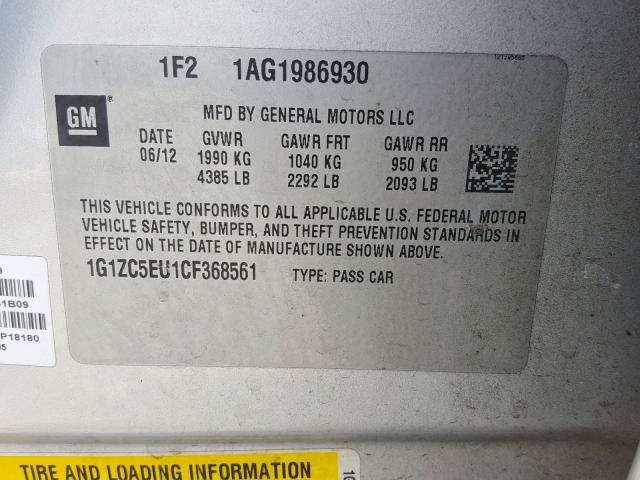 1F2 1AG1986930
GM
MFD BY GENERAL MOTORS LLC
DATE GVWR GAWR FRT GAWR RR
06/12 1990 KG 1040 KG 950 KG
4385 LB 2292 LB 2093 LB
THIS VEHICLE CONFORMS TO ALL APPLICABLE U.S. FEDERAL MOTOR
VEHICLE SAFETY, BUMPER, AND THEFT PREVENTION STANDARDS IN
EFFECT ON THE DATE OF MANUFACTURE SHOWN ABOVE.
1G1ZC5EU1CF368561 TYPE: PASS CAR
1B09
P18180
TIRE AND LOADING INFORMATION